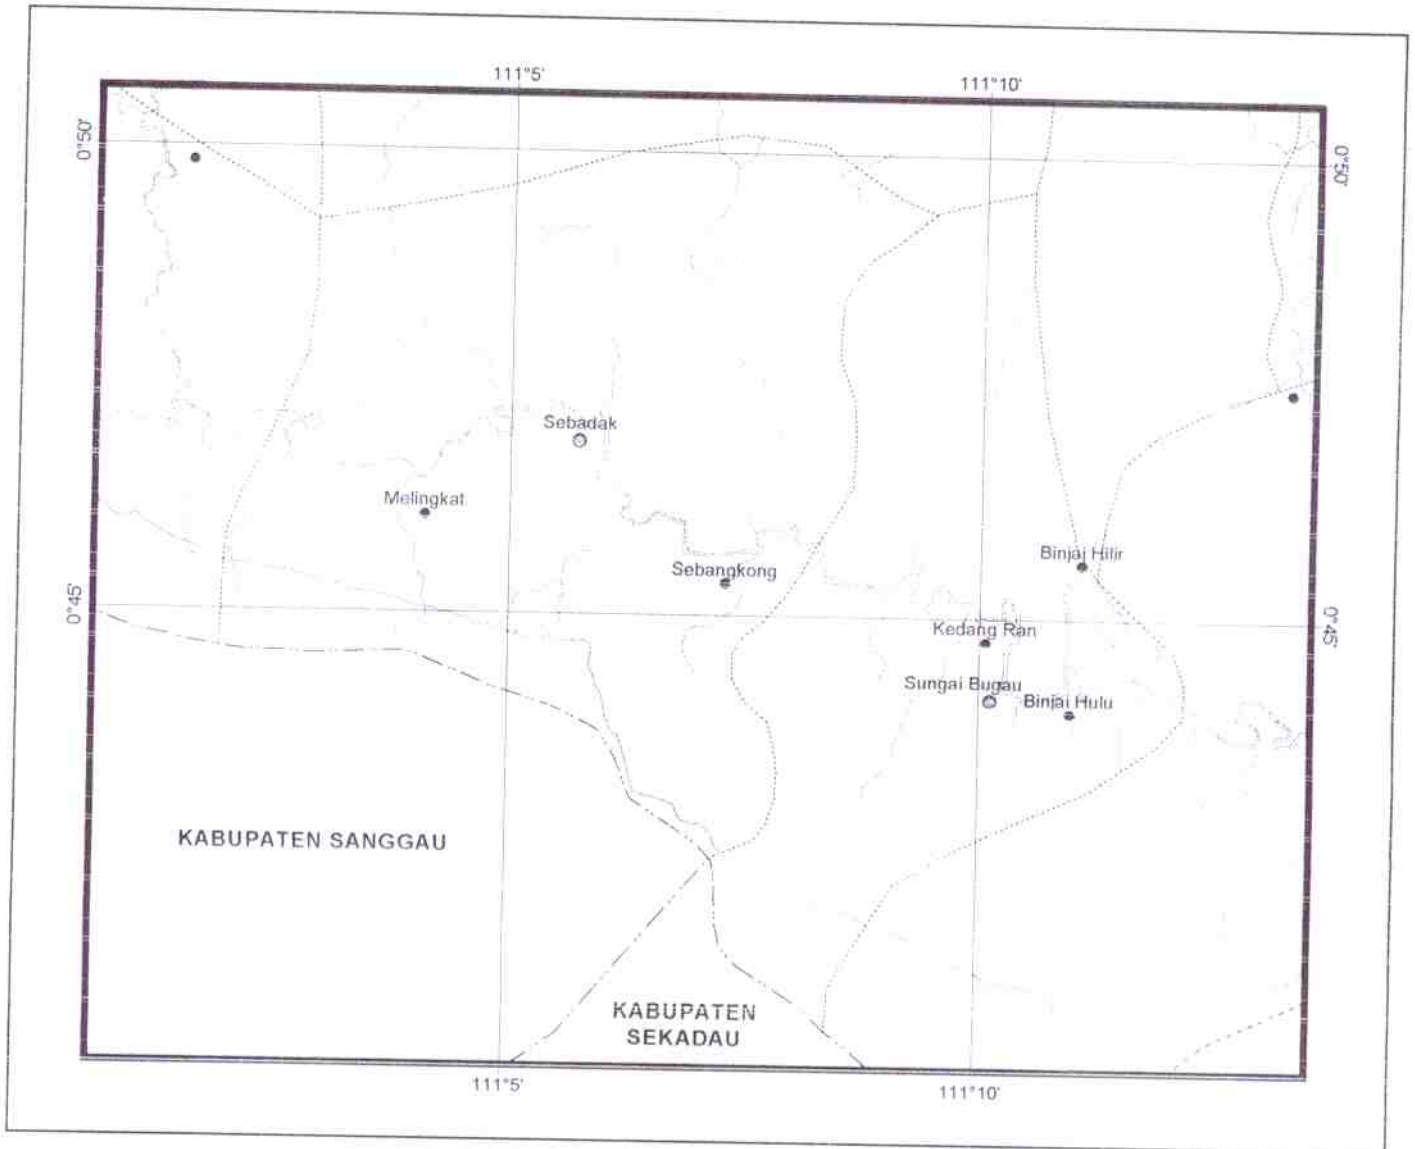 111°5'
111°10'
0°50'
0°50'
Sebadak
Melingkat
Sebangkong
Binjai Hilir
0°45'
0°45'
Kedang Ran
Sungai Bugau
Binjai Hulu
KABUPATEN SANGGAU
KABUPATEN
SEKADAU
111°5'
111°10'